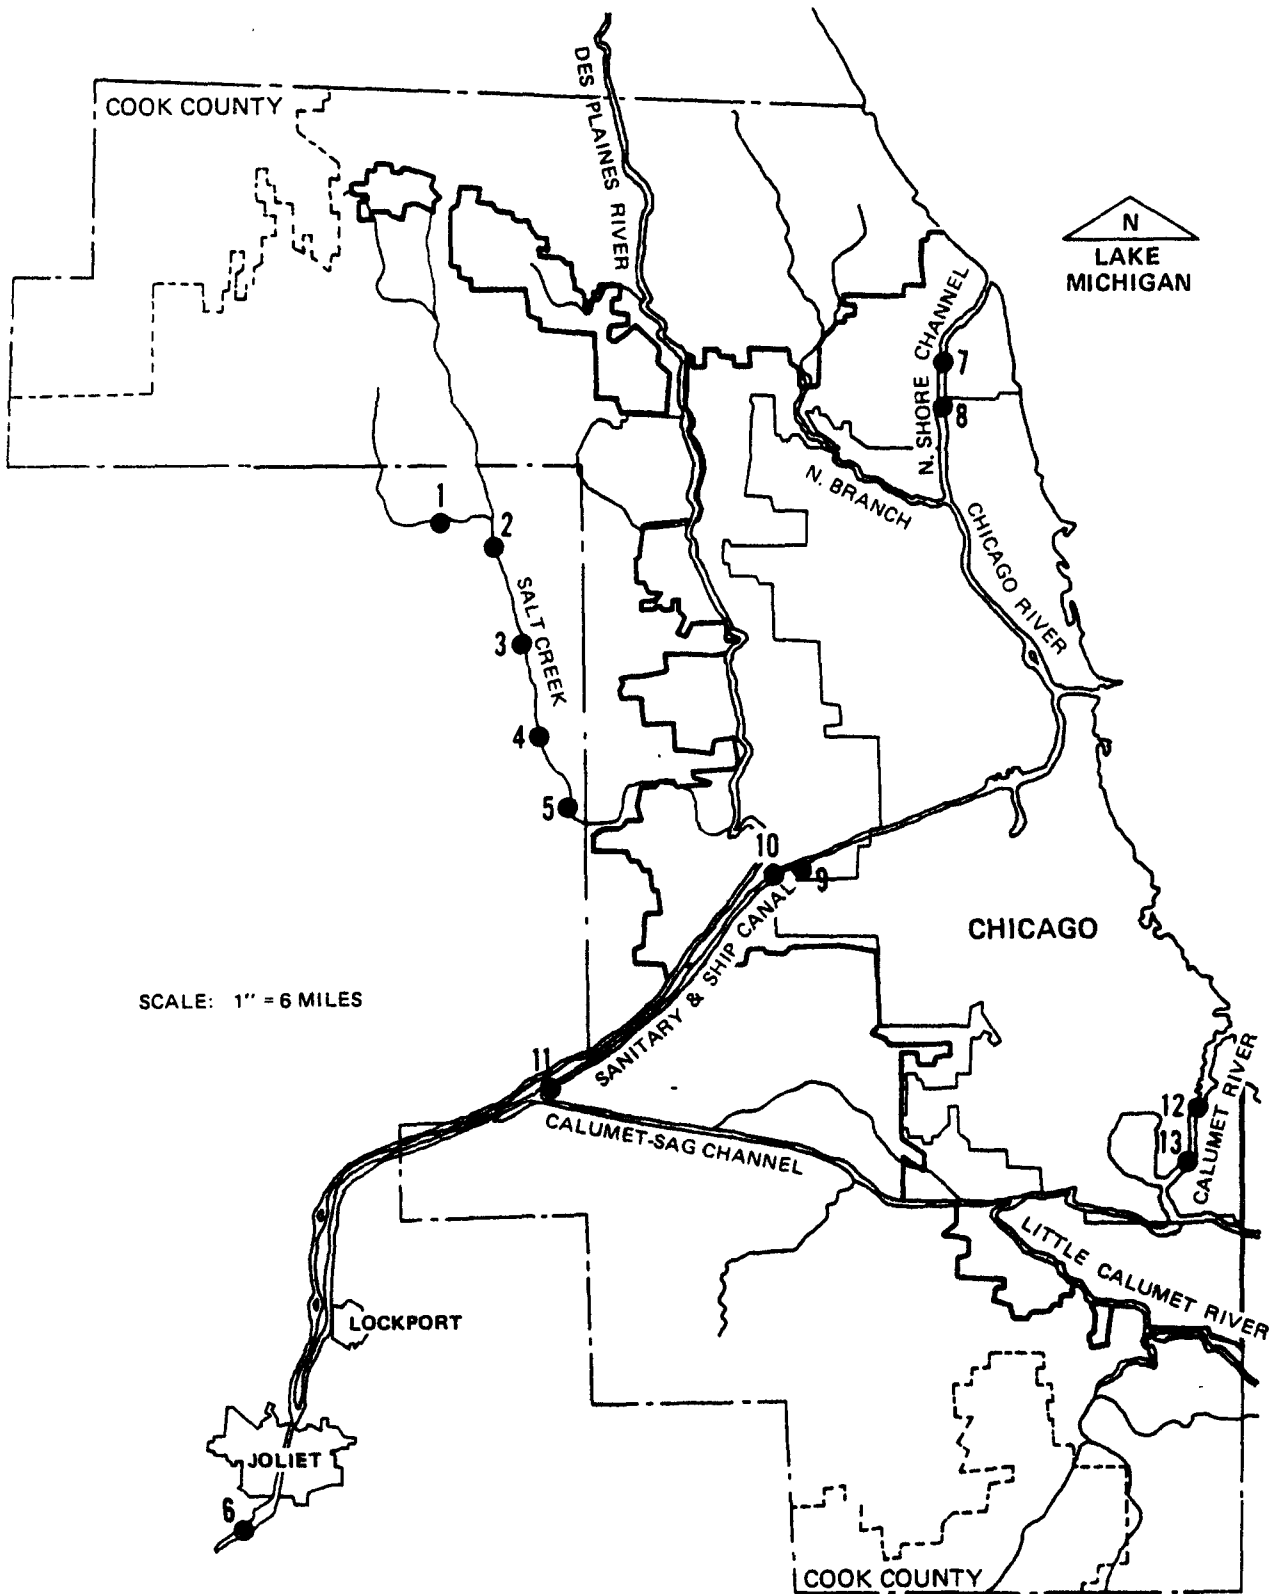 COOK COUNTY
DES PLAINES RIVER
N
LAKE
MICHIGAN
N. SHORE CHANNEL
7
8
N. BRANCH
CHICAGO RIVER
1
2
SALT CREEK
3
4
5
10
9
SANITARY & SHIP CANAL
CHICAGO
SCALE: 1" = 6 MILES
11
CALUMET-SAG CHANNEL
12
13
CALUMET RIVER
LITTLE CALUMET RIVER
LOCKPORT
JOLIET
6
COOK COUNTY